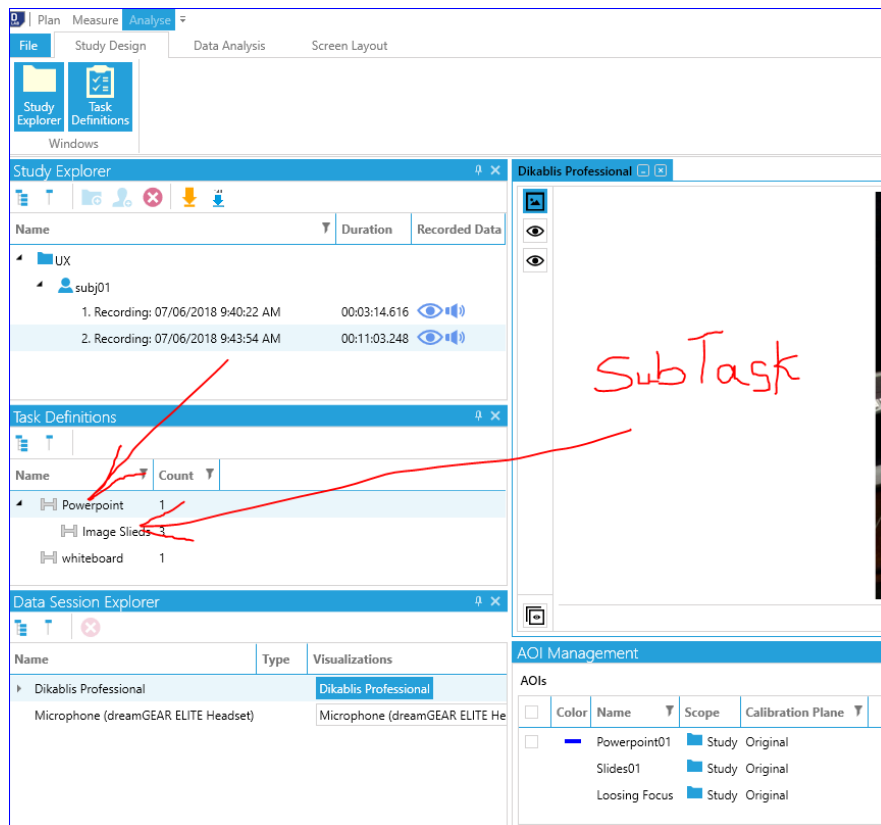 D LAB Plan Measure Analyse
File Study Design Data Analysis Screen Layout
Study Explorer
Task Definitions
Windows
Study Explorer
Name Duration Recorded Data
UX
subj01
1. Recording: 07/06/2018 9:40:22 AM 00:03:14.616
2. Recording: 07/06/2018 9:43:54 AM 00:11:03.248
Task Definitions
Name Count
Powerpoint 1
Image Slieds 3
whiteboard 1
Data Session Explorer
Name Type Visualizations
Dikablis Professional Dikablis Professional
Microphone (dreamGEAR ELITE Headset) Microphone (dreamGEAR ELITE He
Dikablis Professional
SubTask
AOI Management
AOIs
Color Name Scope Calibration Plane
Powerpoint01 Study Original
Slides01 Study Original
Loosing Focus Study Original